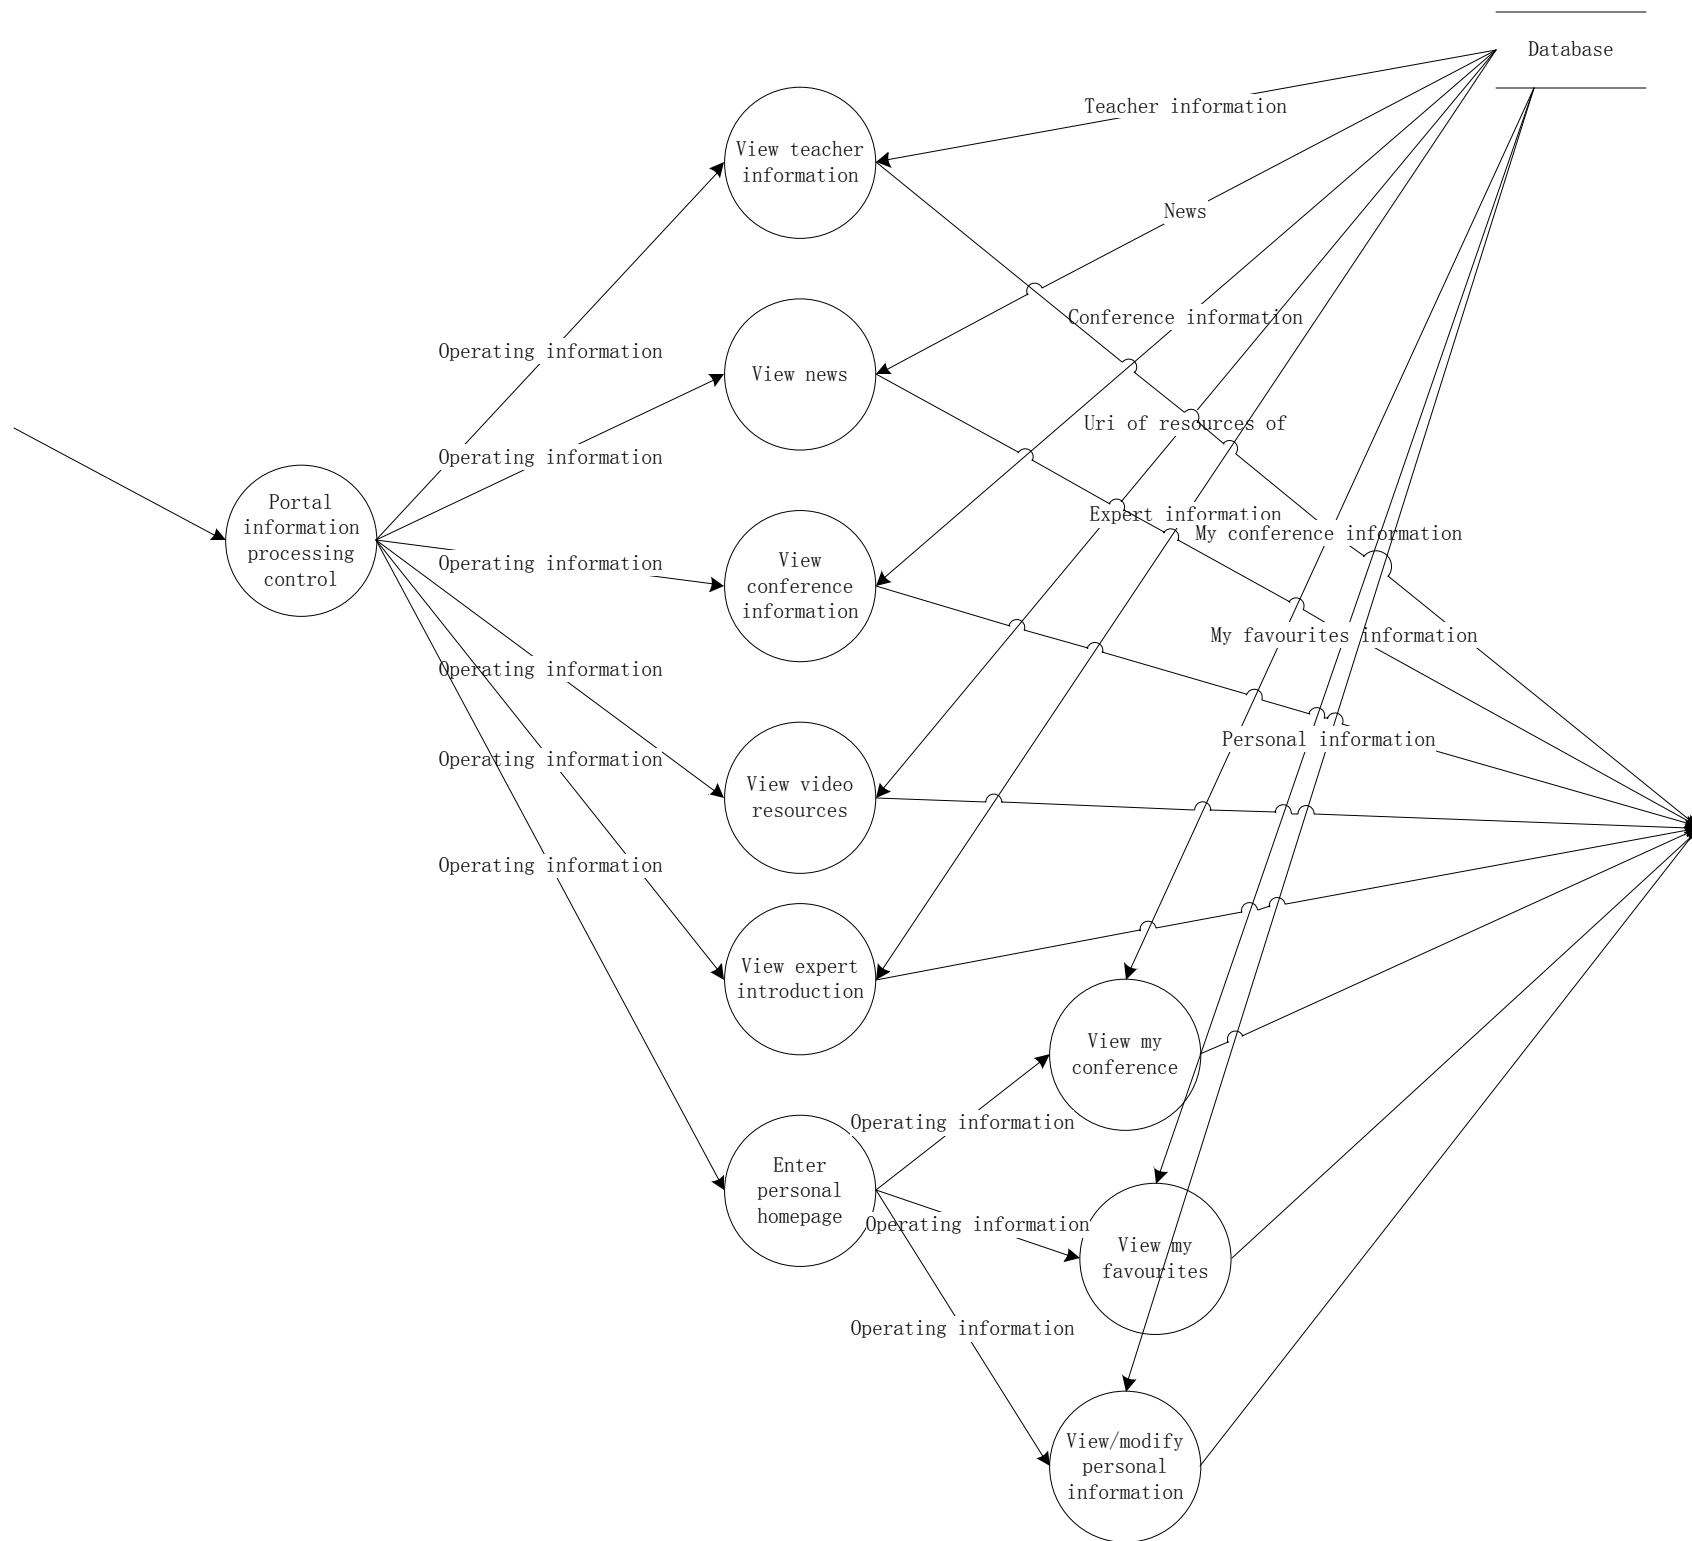 Database
Teacher information
View teacher
information
News
Conference information
Operating information
View news
Uri of resources of
Operating information
Portal
information
processing
control
Expert information
My conference information
Operating information
View
conference
information
My favourites information
Operating information
Personal information
Operating information
View video
resources
Operating information
View expert
introduction
View my
conference
Operating information
Enter
personal
homepage
Operating information
View my
favourites
Operating information
View/modify
personal
information